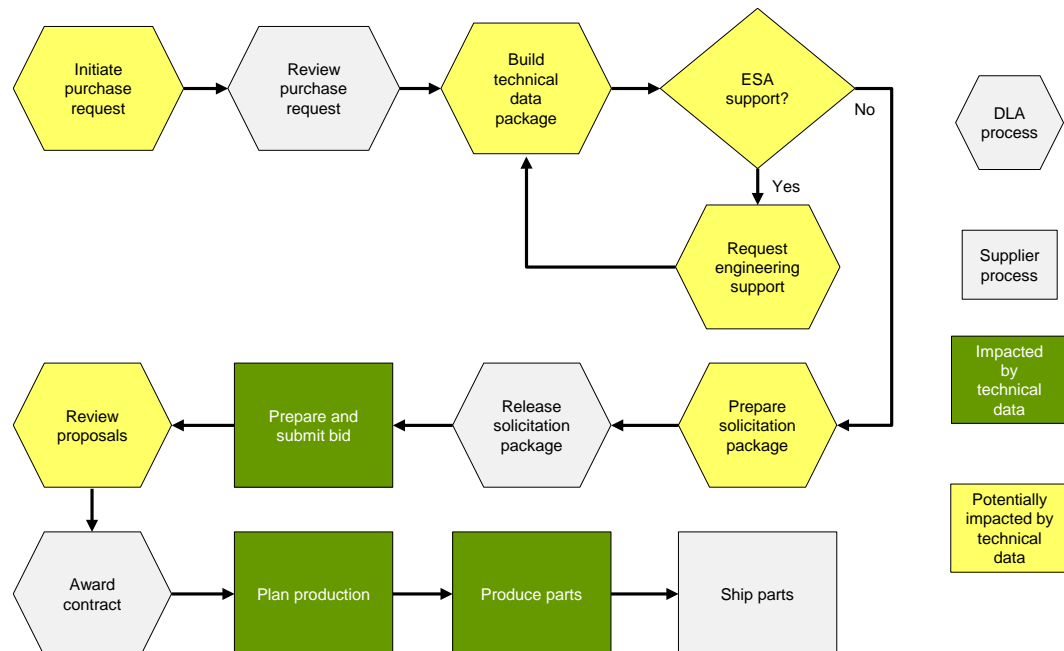 Initiate
purchase
request
Review
purchase
request
Build
technical
data
package
ESA
support?
No
Yes
Request
engineering
support
DLA
process
Supplier
process
Impacted
by
technical
data
Potentially
impacted by
technical
data
Review
proposals
Prepare and
submit bid
Release
solicitation
package
Prepare
solicitation
package
Award
contract
Plan production
Produce parts
Ship parts